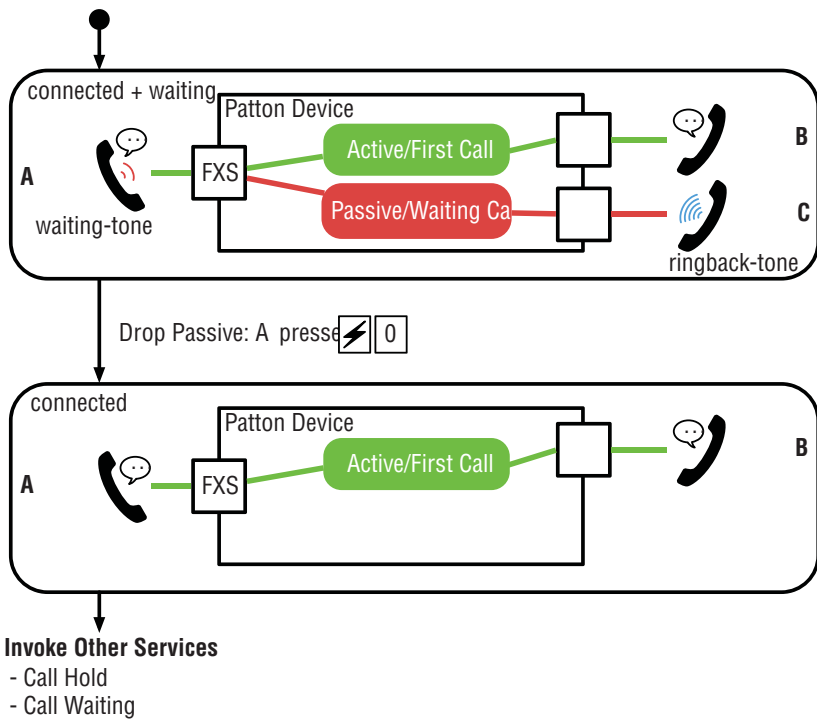 connected + waiting
Patton Device
Active/First Call
B
A
FXS
Passive/Waiting Ca
C
waiting-tone
ringback-tone
Drop Passive: A presse
0
connected
Patton Device
Active/First Call
B
A
FXS
Invoke Other Services
- Call Hold
- Call Waiting